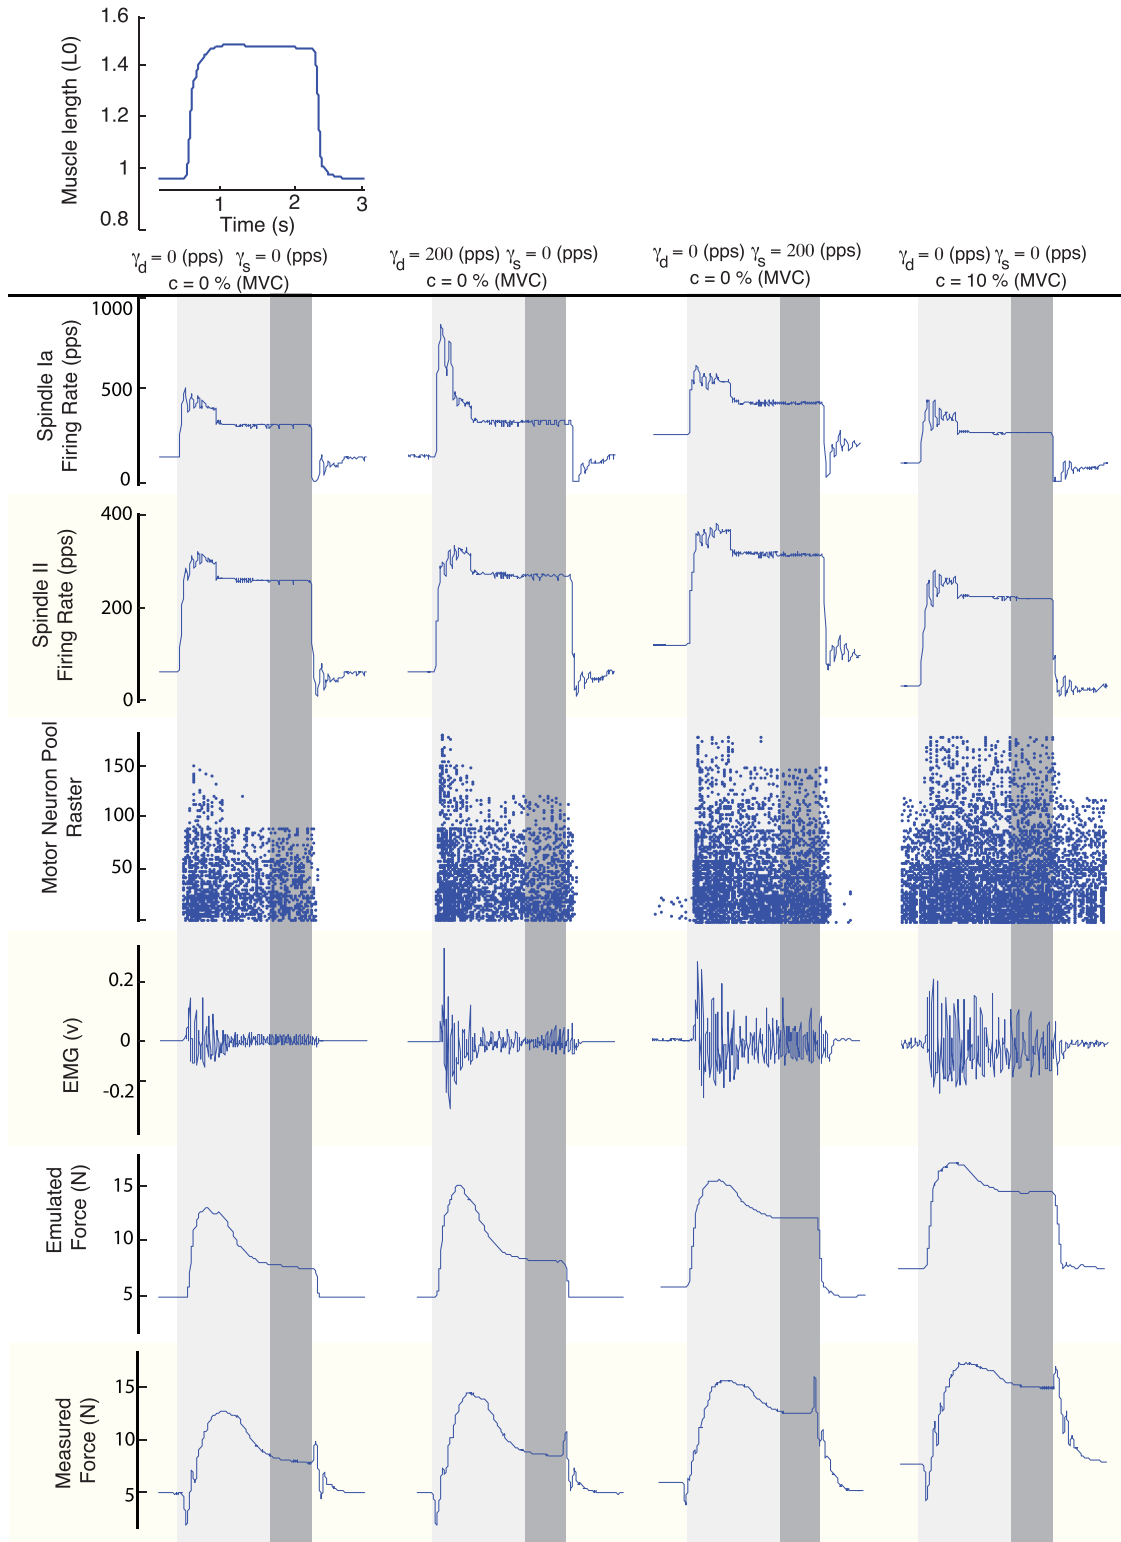 1.6
1.4
1.2
1
0.8
Muscle length (L0)
1 2 3
Time (s)
γd = 0 (pps) γs = 0 (pps)
c = 0 % (MVC)
γd = 200 (pps) γs = 0 (pps)
c = 0 % (MVC)
γd = 0 (pps) γs = 200 (pps)
c = 0 % (MVC)
γd = 0 (pps) γs = 0 (pps)
c = 10 % (MVC)
Spindle Ia
Firing Rate (pps)
1000
500
0
Spindle II
Firing Rate (pps)
400
200
0
Motor Neuron Pool
Raster
150
100
50
EMG (v)
0.2
0
-0.2
Emulated
Force (N)
15
10
5
Measured
Force (N)
15
10
5